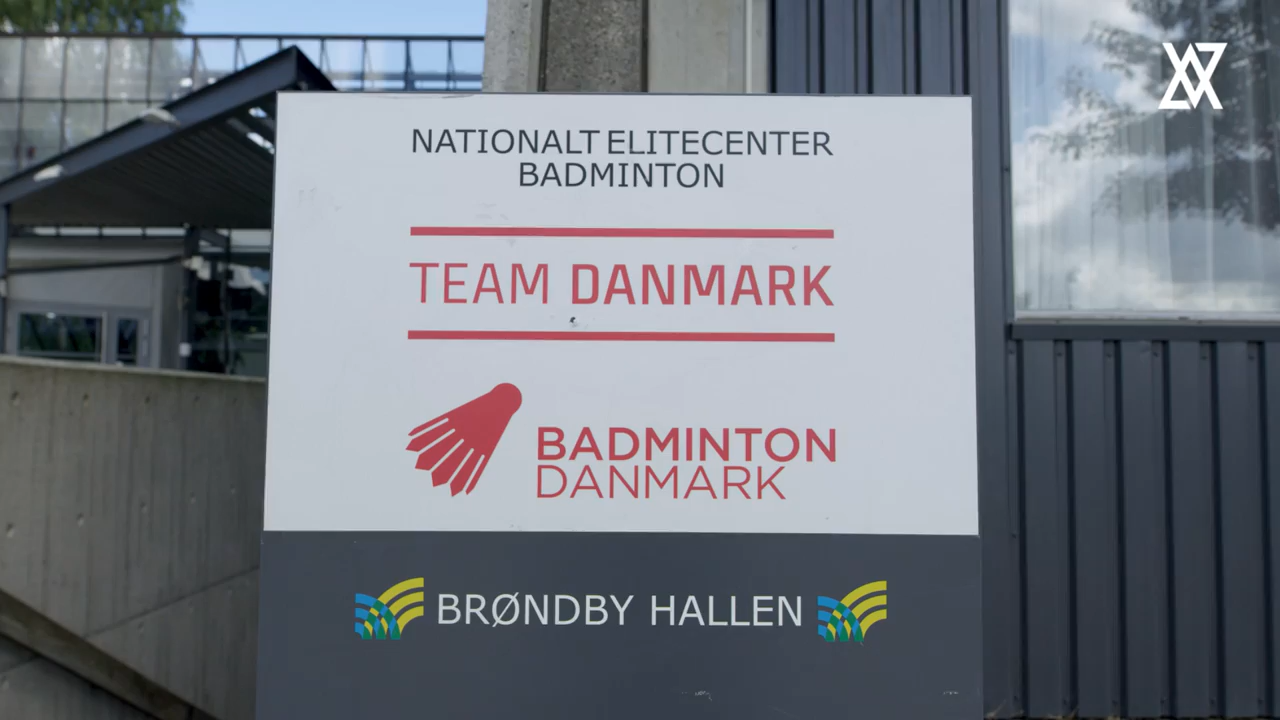 NATIONALT ELITECENTER
BADMINTON
TEAM DANMARK
BADMINTON
DANMARK
BRØNDBY HALLEN